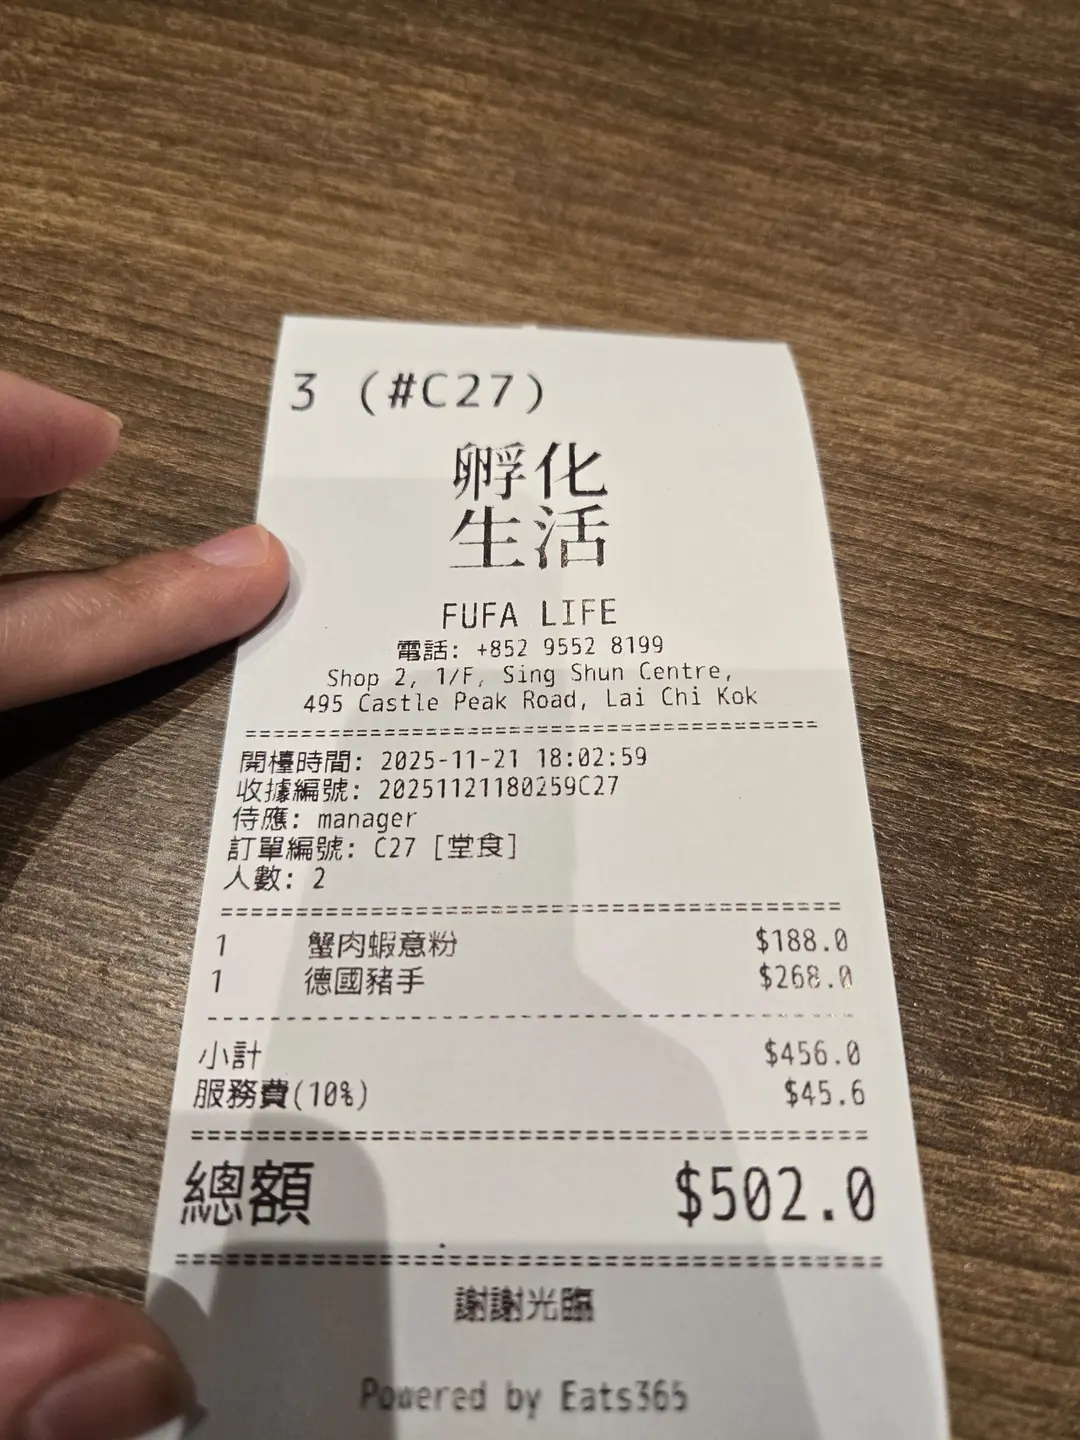 3 (#C27)
孵化
生活
FUFA LIFE
電話: +852 9552 8199
Shop 2, 1/F, Sing Shun Centre,
495 Castle Peak Road, Lai Chi Kok
開檯時間: 2025-11-21 18:02:59
收據編號: 20251121180259C27
侍應: manager
訂單編號: C27 [堂食]
人數: 2
1 蟹肉蝦意粉 $188.0
1 德國豬手 $268.0
小計 $456.0
服務費(10%) $45.6
總額 $502.0
謝謝光臨
Powered by Eats365